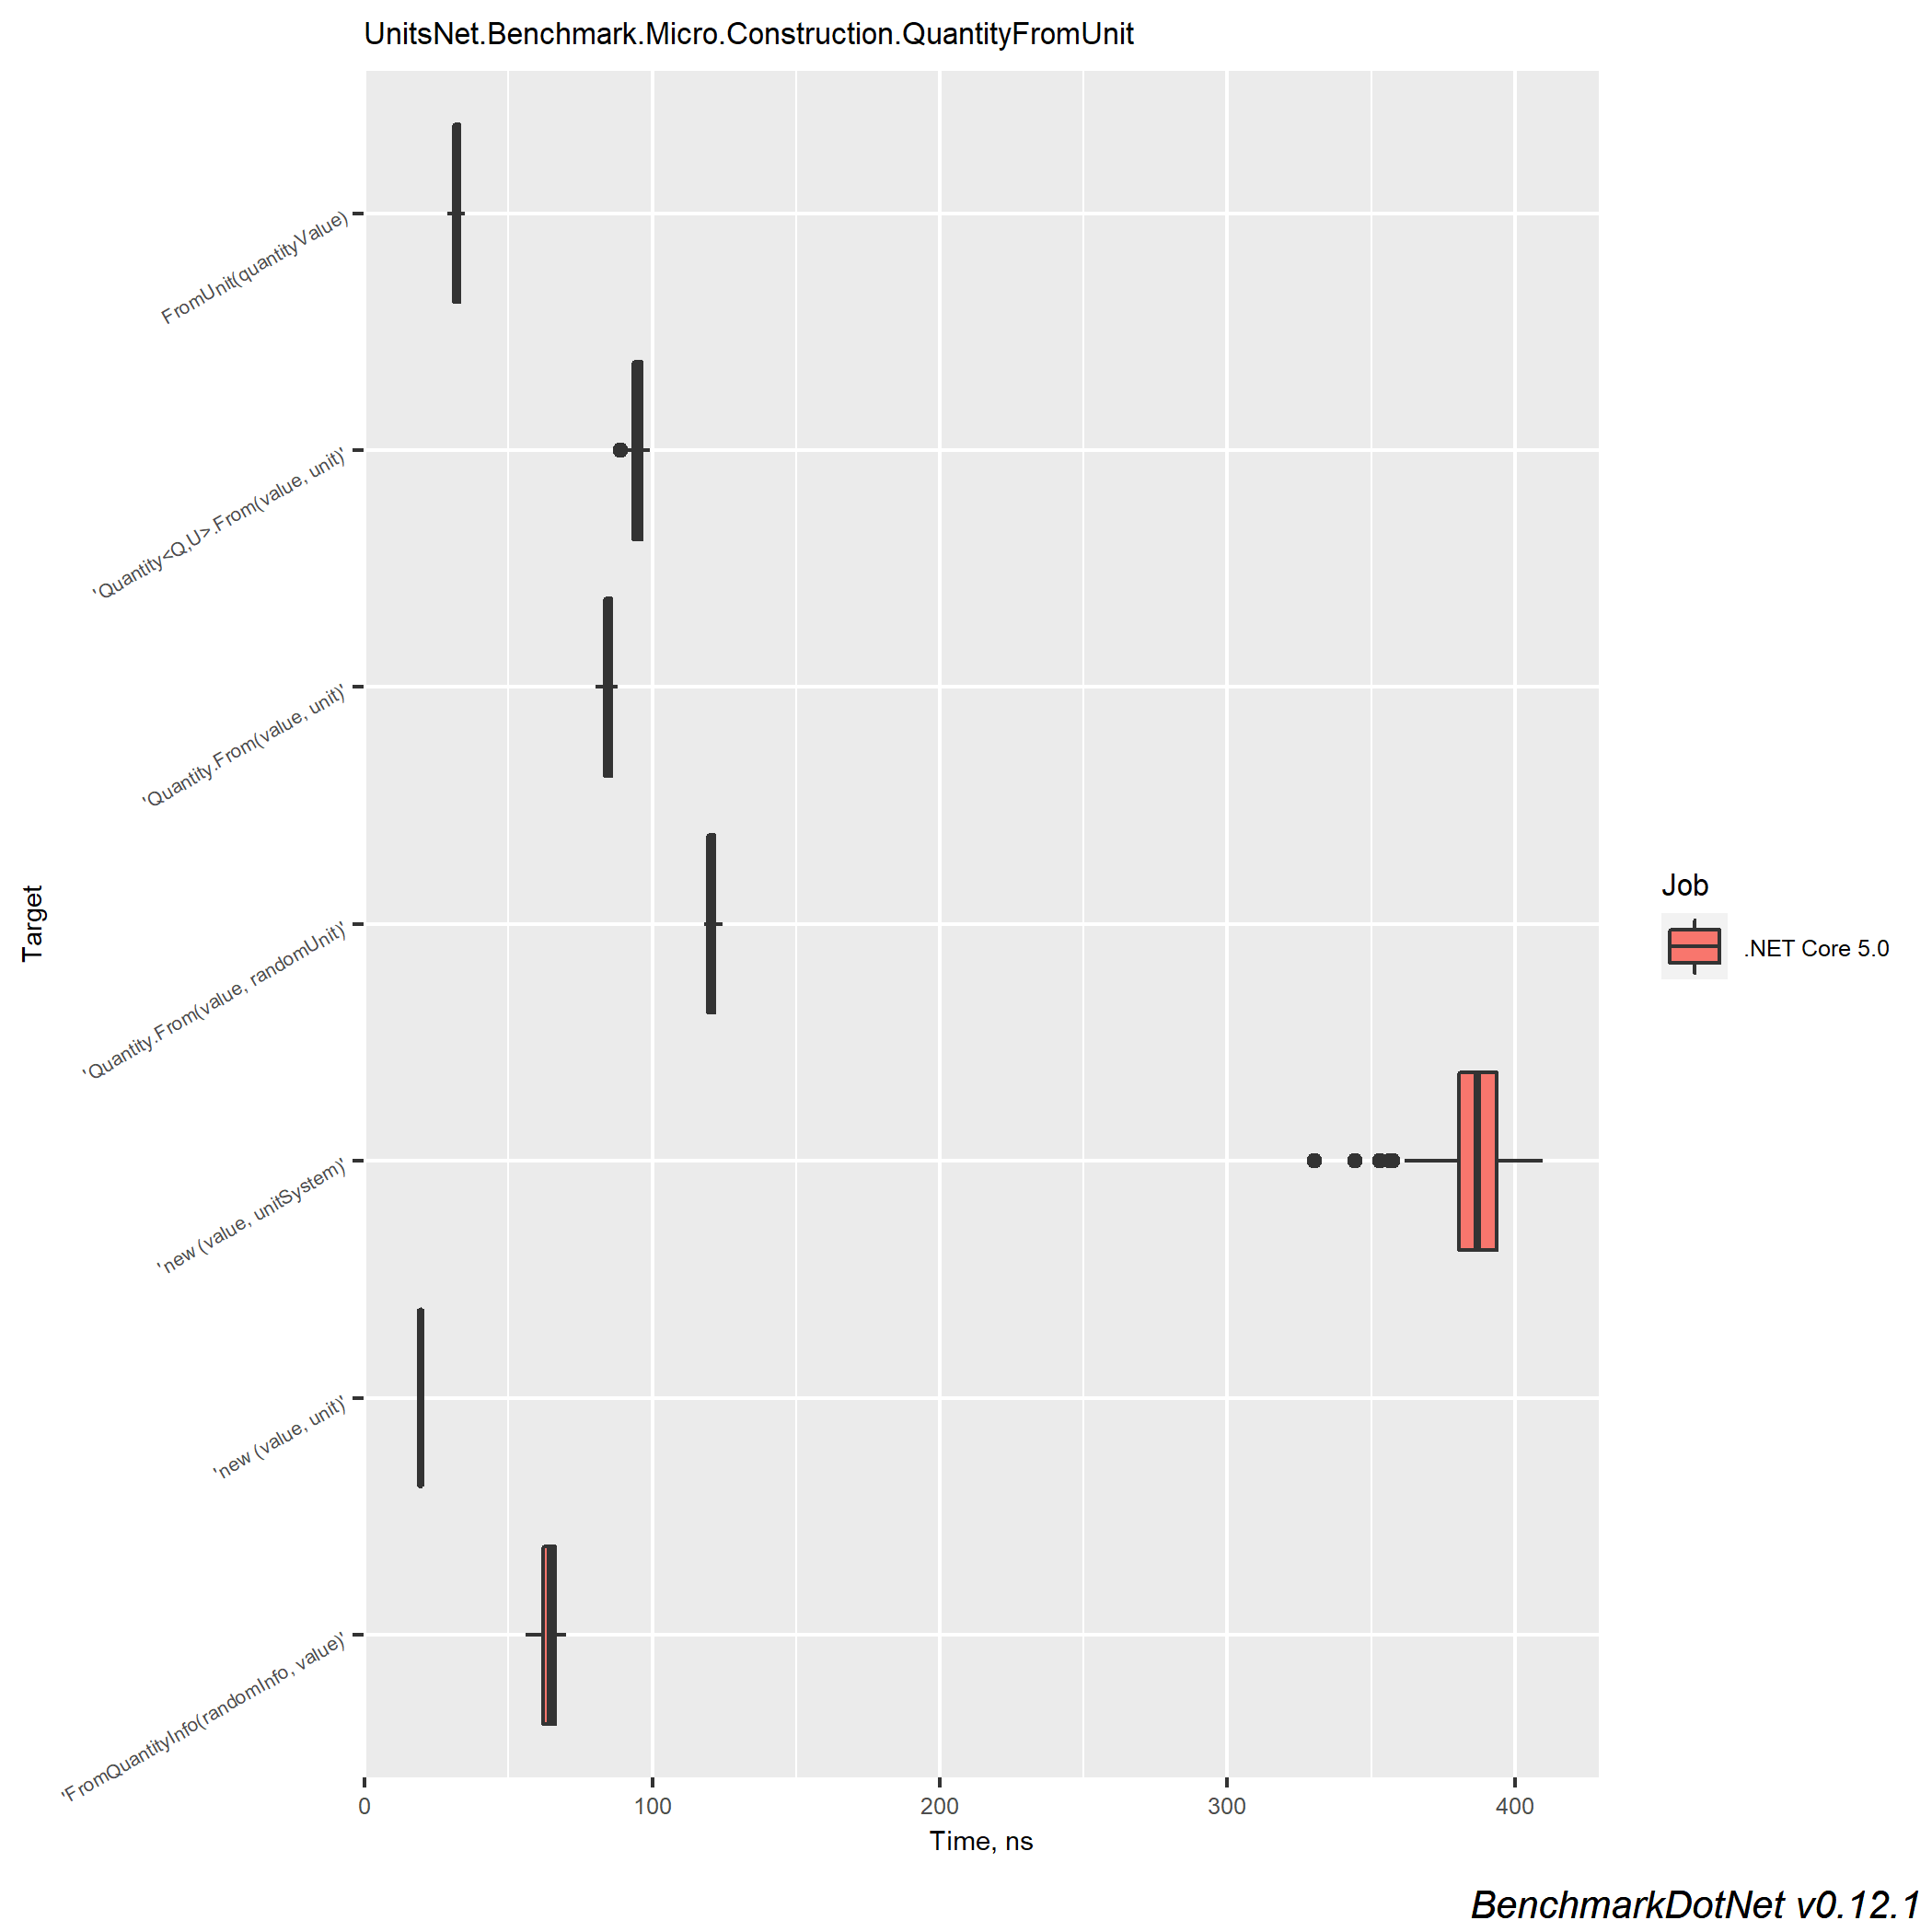 UnitsNet.Benchmark.Micro.Construction.QuantityFromUnit
FromUnit(quantityValue)
'Quantity<Q,U>.From(value, unit)'
'Quantity.From(value, unit)'
'Quantity.From(value, randomUnit)'
'new (value, unitSystem)'
'new (value, unit)'
'FromQuantityInfo(randomInfo, value)'
Target
0 100 200 300 400
Time, ns
Job
.NET Core 5.0
BenchmarkDotNet v0.12.1